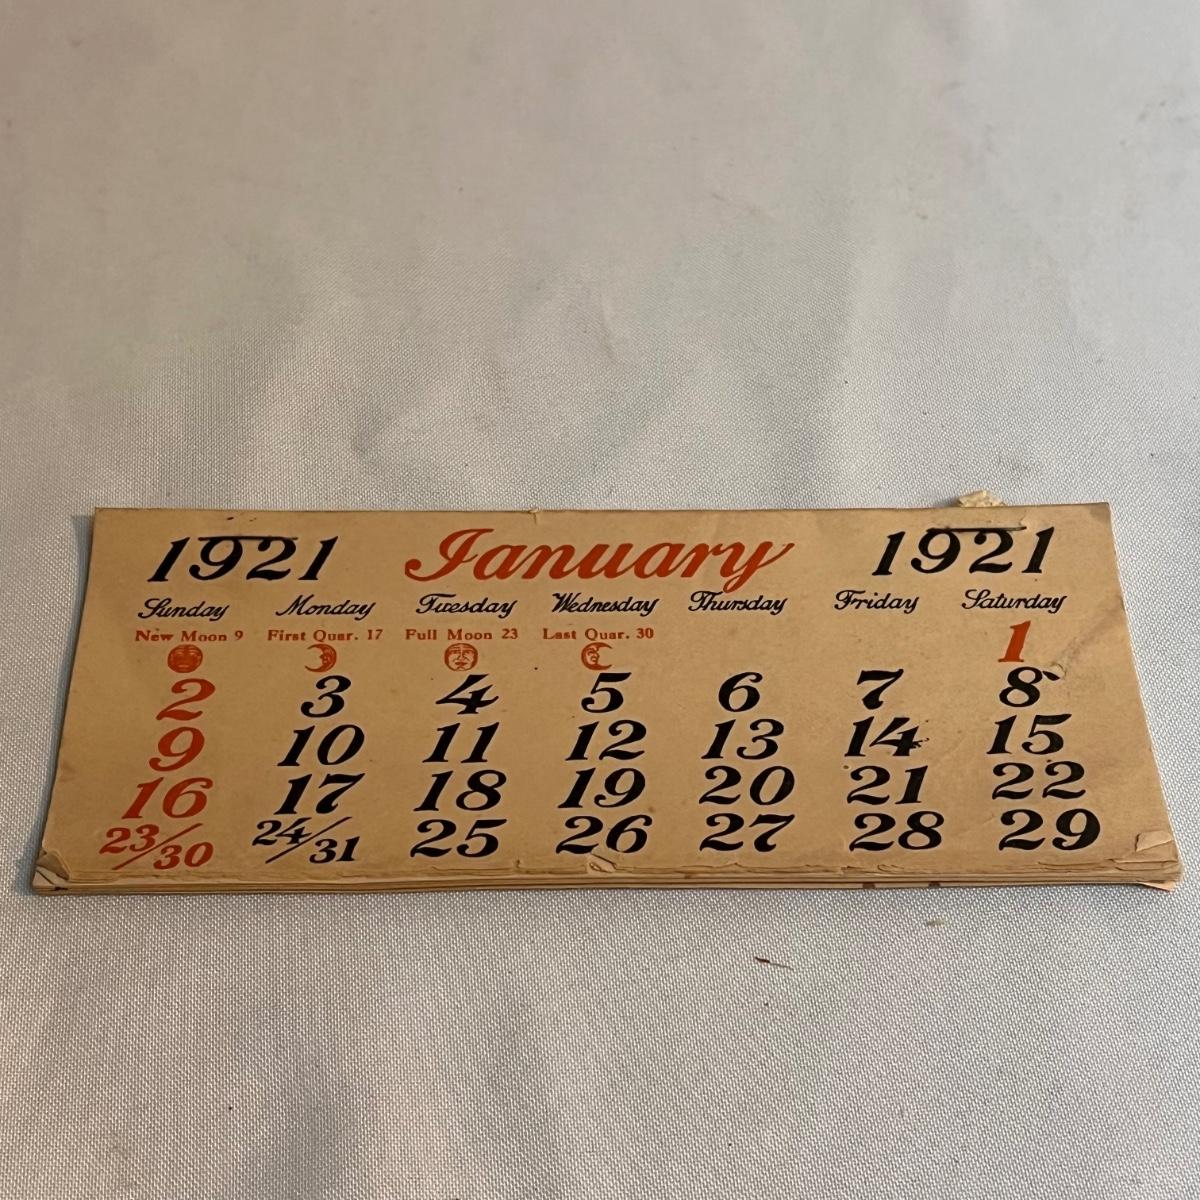 1921 January 1921
Sunday Monday Tuesday Wednesday Thursday Friday Saturday
New Moon 9 First Quar. 17 Full Moon 23 Last Quar. 30
1
2 3 4 5 6 7 8
9 10 11 12 13 14 15
16 17 18 19 20 21 22
23/30 24/31 25 26 27 28 29